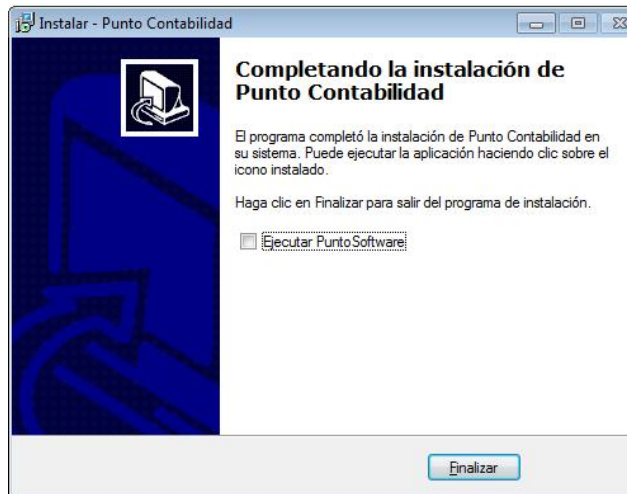 Instalar - Punto Contabilidad
Completando la instalación de
Punto Contabilidad
El programa completó la instalación de Punto Contabilidad en
su sistema. Puede ejecutar la aplicación haciendo clic sobre el
icono instalado.
Haga clic en Finalizar para salir del programa de instalación.
Ejecutar PuntoSoftware
Finalizar